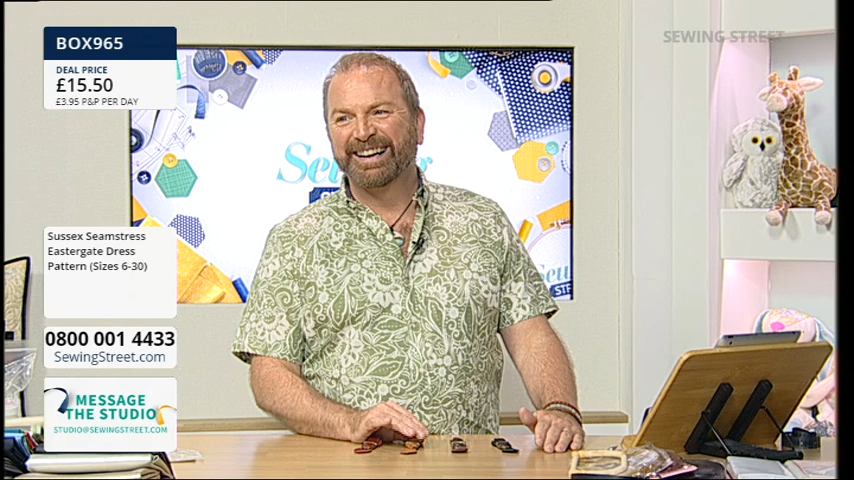 BOX965
DEAL PRICE
£15.50
£3.95 P&P PER DAY
SEWING STREET
Sussex Seamstress
Eastergate Dress
Pattern (Sizes 6-30)
0800 001 4433
SewingStreet.com
MESSAGE
THE STUDIO
STUDIO@SEWINGSTREET.COM